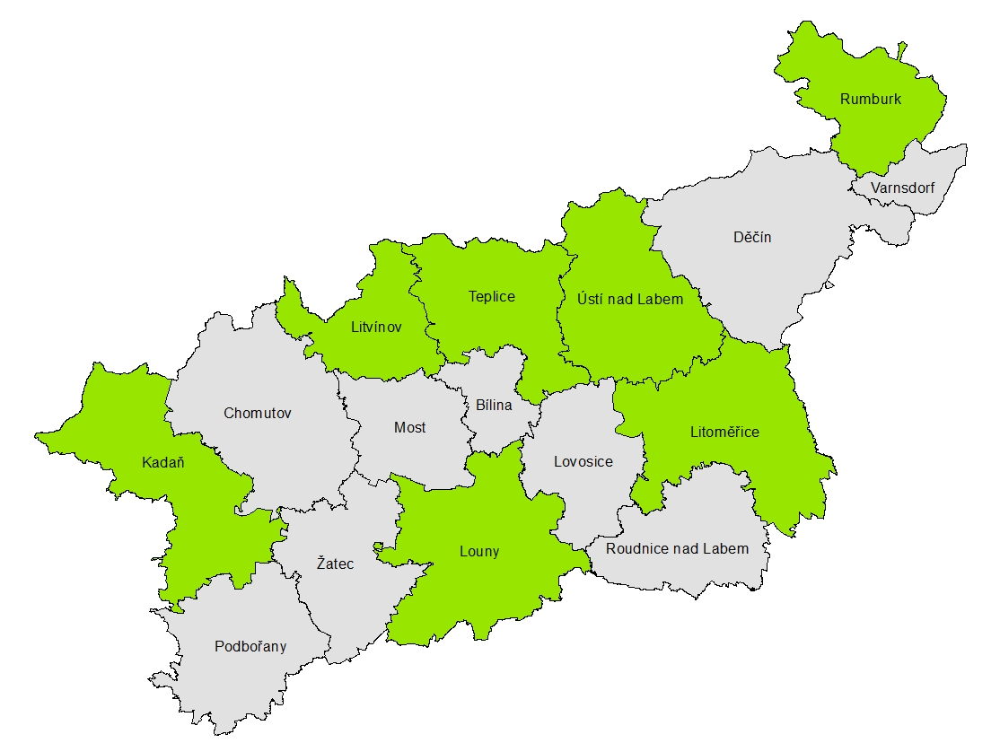 Rumburk
Varnsdorf
Děčín
Teplice
Ústí nad Labem
Litvínov
Chomutov
Bílina
Most
Litoměřice
Kadaň
Lovosice
Louny
Roudnice nad Labem
Žatec
Podbořany